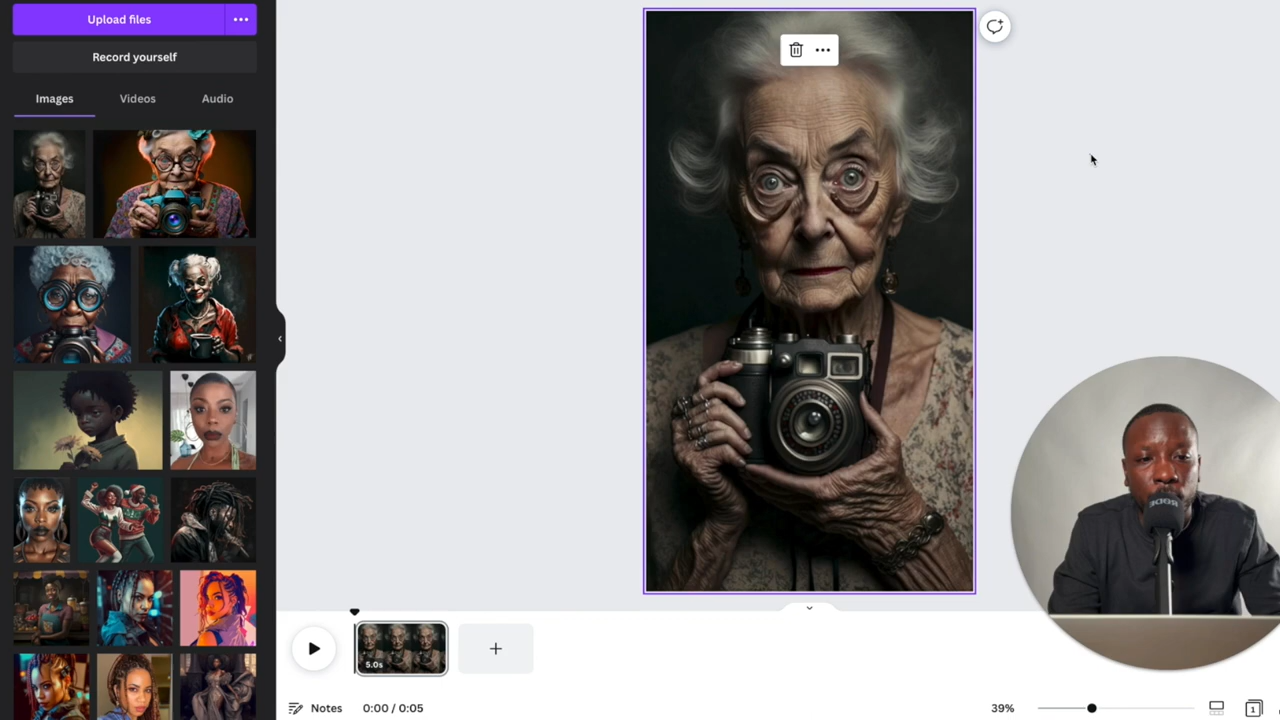 Upload files
Record yourself
Images Videos Audio
5.0s
Notes 0:00 / 0:05 39% 1